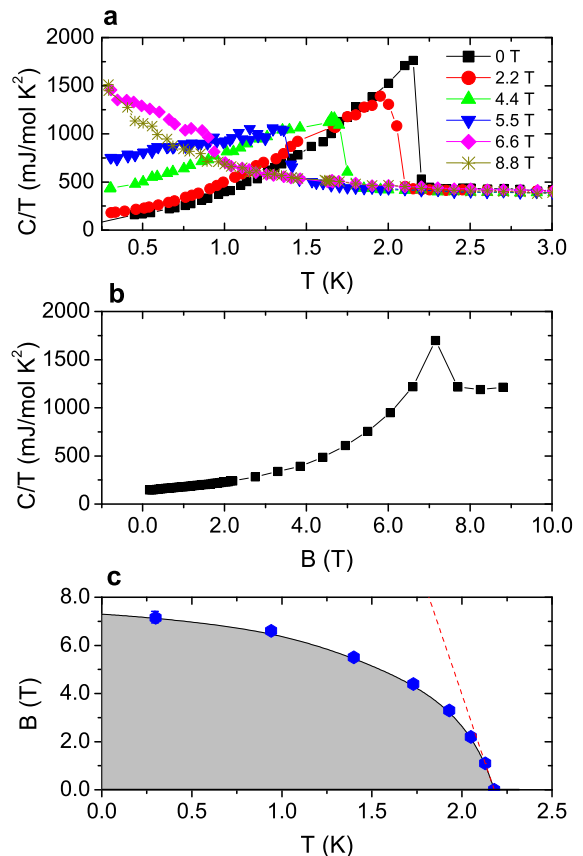 a
2000
1500
1000
500
0
C/T (mJ/mol K²)
0 T
2.2 T
4.4 T
5.5 T
6.6 T
8.8 T
0.5 1.0 1.5 2.0 2.5 3.0
T (K)
b
2000
1500
1000
500
0
C/T (mJ/mol K²)
0.0 2.0 4.0 6.0 8.0 10.0
B (T)
c
8.0
6.0
4.0
2.0
0.0
B (T)
0.0 0.5 1.0 1.5 2.0 2.5
T (K)